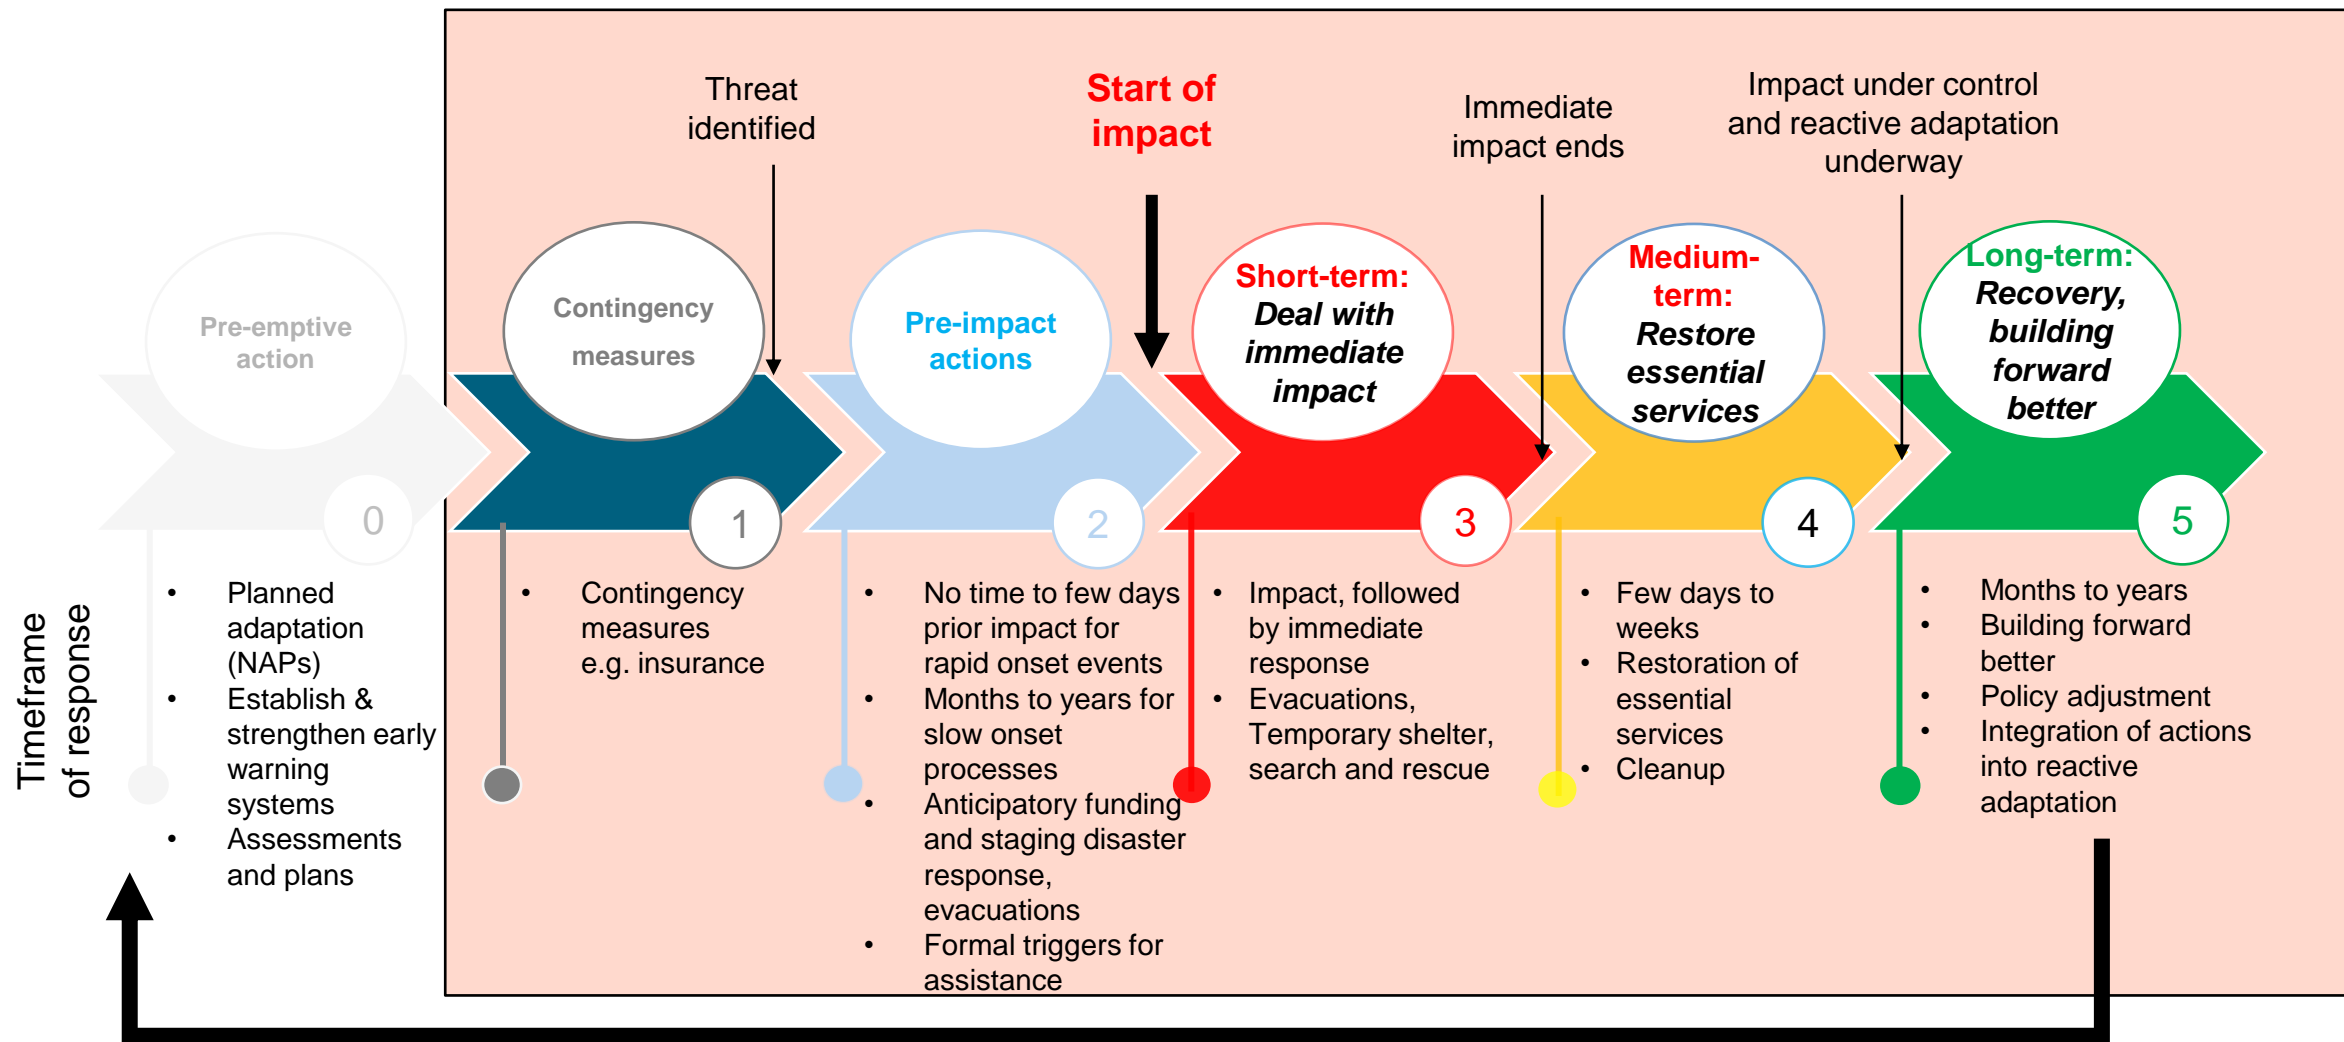 Threat
identified
Start of
impact
Immediate
impact ends
Impact under control
and reactive adaptation
underway
Pre-emptive
action
0
Contingency
measures
1
Pre-impact
actions
2
Short-term:
Deal with
immediate
impact
3
Medium-
term:
Restore
essential
services
4
Long-term:
Recovery,
building
forward
better
5
Timeframe
of response
• Planned
adaptation
(NAPs)
• Establish &
strengthen early
warning
systems
• Assessments
and plans
• Contingency
measures
e.g. insurance
• No time to few days
prior impact for
rapid onset events
• Months to years for
slow onset
processes
• Anticipatory funding
and staging disaster
response,
evacuations
• Formal triggers for
assistance
• Impact, followed
by immediate
response
• Evacuations,
Temporary shelter,
search and rescue
• Few days to
weeks
• Restoration of
essential
services
• Cleanup
• Months to years
• Building forward
better
• Policy adjustment
• Integration of actions
into reactive
adaptation